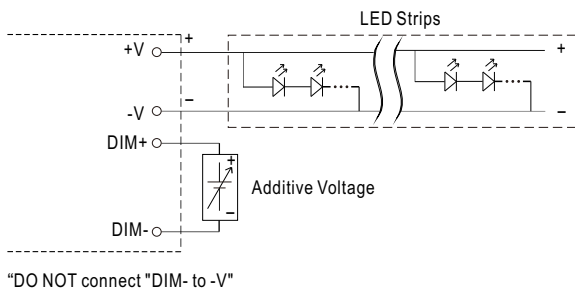 LED Strips
+V
+
+
-V
−
−
DIM+
+
Additive Voltage
−
DIM-
“DO NOT connect "DIM- to -V"